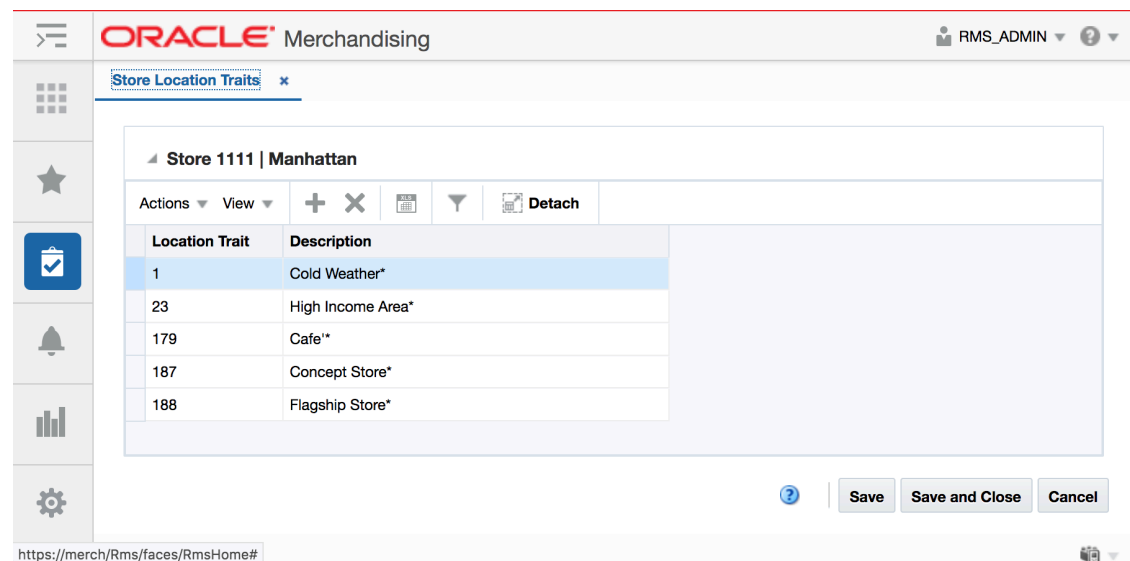 ORACLE Merchandising
RMS_ADMIN
Store Location Traits
Store 1111 | Manhattan
Actions View XLS Detach
Location Trait Description
1 Cold Weather*
23 High Income Area*
179 Cafe'*
187 Concept Store*
188 Flagship Store*
Save Save and Close Cancel
https://merch/Rms/faces/RmsHome#